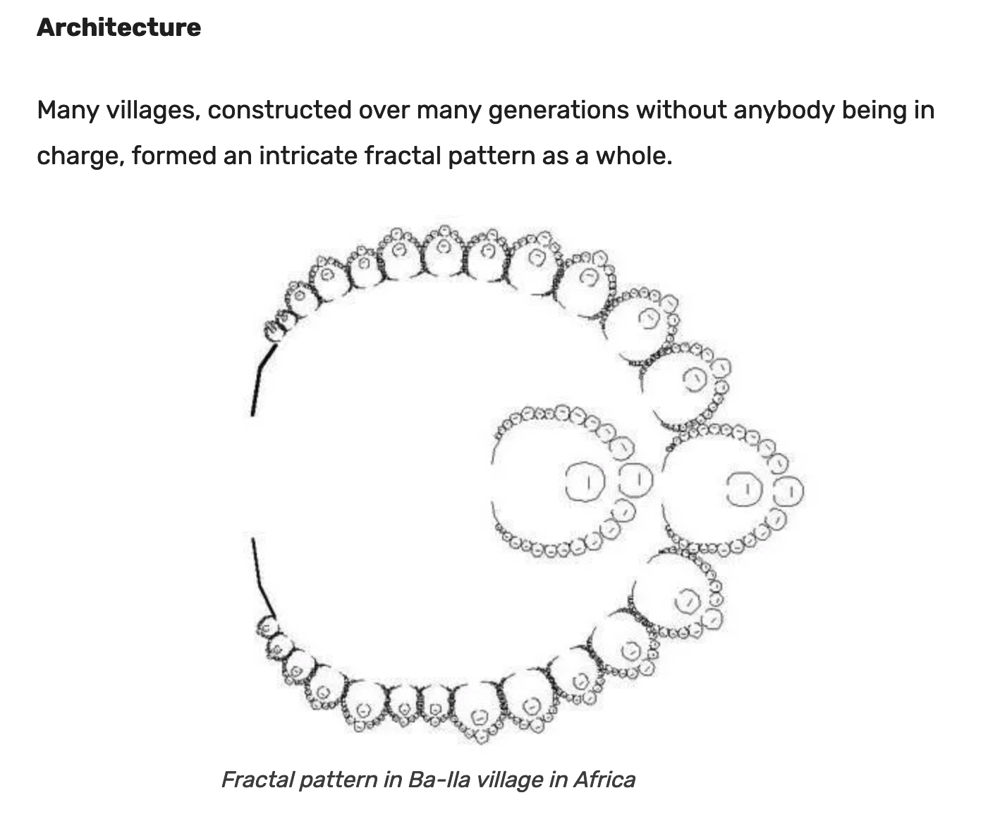 Architecture
Many villages, constructed over many generations without anybody being in
charge, formed an intricate fractal pattern as a whole.
Fractal pattern in Ba-lla village in Africa